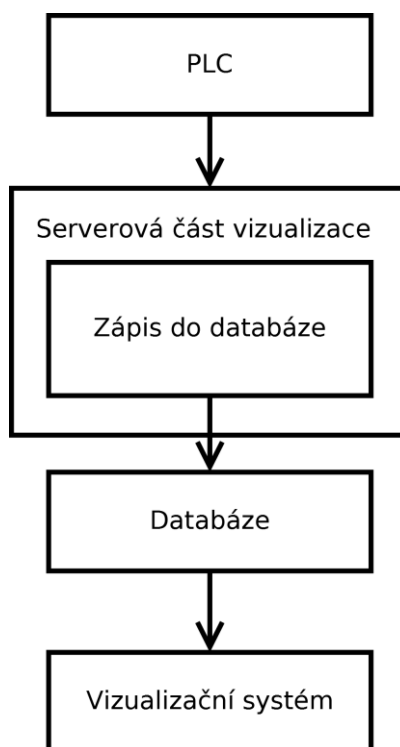 PLC
Serverová část vizualizace
Zápis do databáze
Databáze
Vizualizační systém